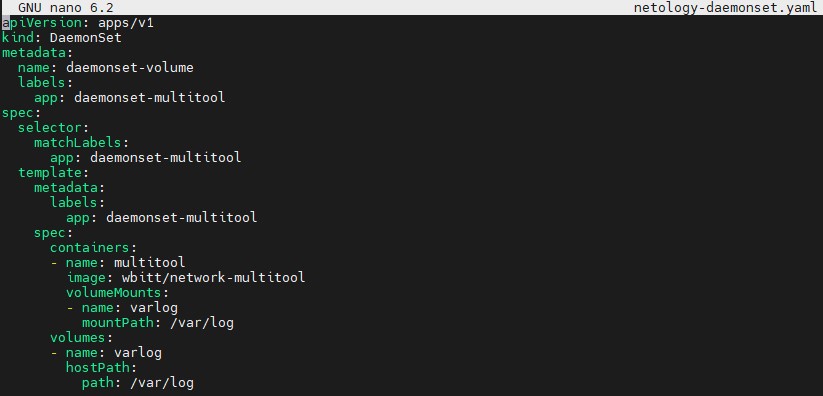 GNU nano 6.2 netology-daemonset.yaml
apiVersion: apps/v1
kind: DaemonSet
metadata:
  name: daemonset-volume
  labels:
    app: daemonset-multitool
spec:
  selector:
    matchLabels:
      app: daemonset-multitool
  template:
    metadata:
      labels:
        app: daemonset-multitool
    spec:
      containers:
      - name: multitool
        image: wbitt/network-multitool
        volumeMounts:
        - name: varlog
          mountPath: /var/log
      volumes:
      - name: varlog
        hostPath:
          path: /var/log